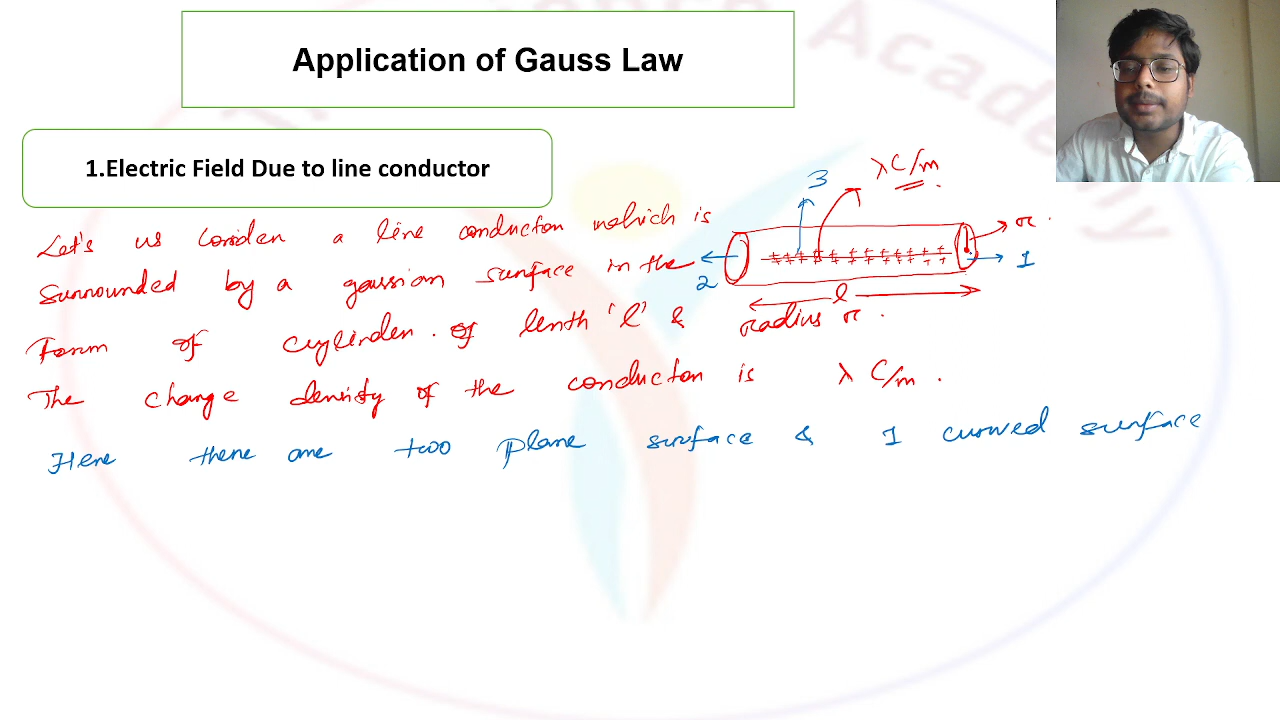 Application of Gauss Law
1.Electric Field Due to line conductor
Let's us consider a line conductor which is
surrounded by a gaussian surface in the
Form of cylinder. of lenth 'l' & radius r.
The charge density of the conductor is λ C/m.
Here there are two plane surface & 1 curved surface
λ C/m.
3
r.
2
1
l
Academy